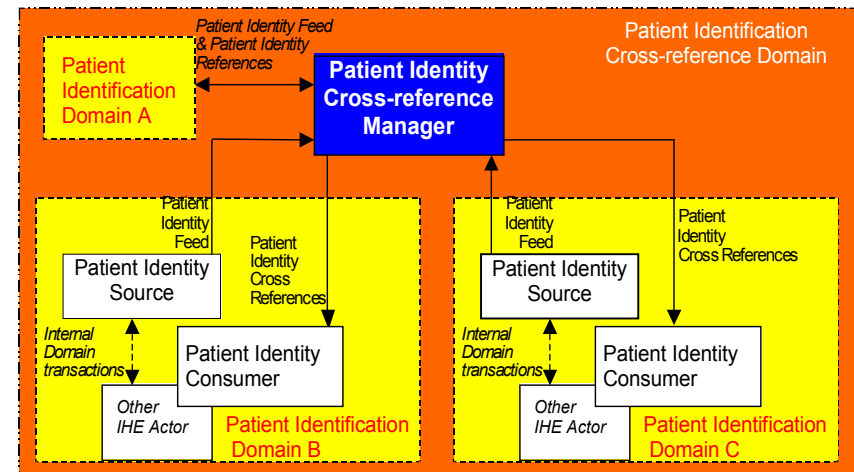 Patient Identity Feed
& Patient Identity
References
Patient Identification
Cross-reference Domain
Patient
Identification
Domain A
Patient Identity
Cross-reference
Manager
Patient
Identity
Feed
Patient
Identity
Cross
References
Patient Identity
Source
Internal
Domain
transactions
Patient Identity
Consumer
Other
IHE Actor
Patient Identification
Domain B
Patient
Identity
Feed
Patient
Identity
Cross References
Patient Identity
Source
Internal
Domain
transactions
Patient Identity
Consumer
Other
IHE Actor
Patient Identification
Domain C